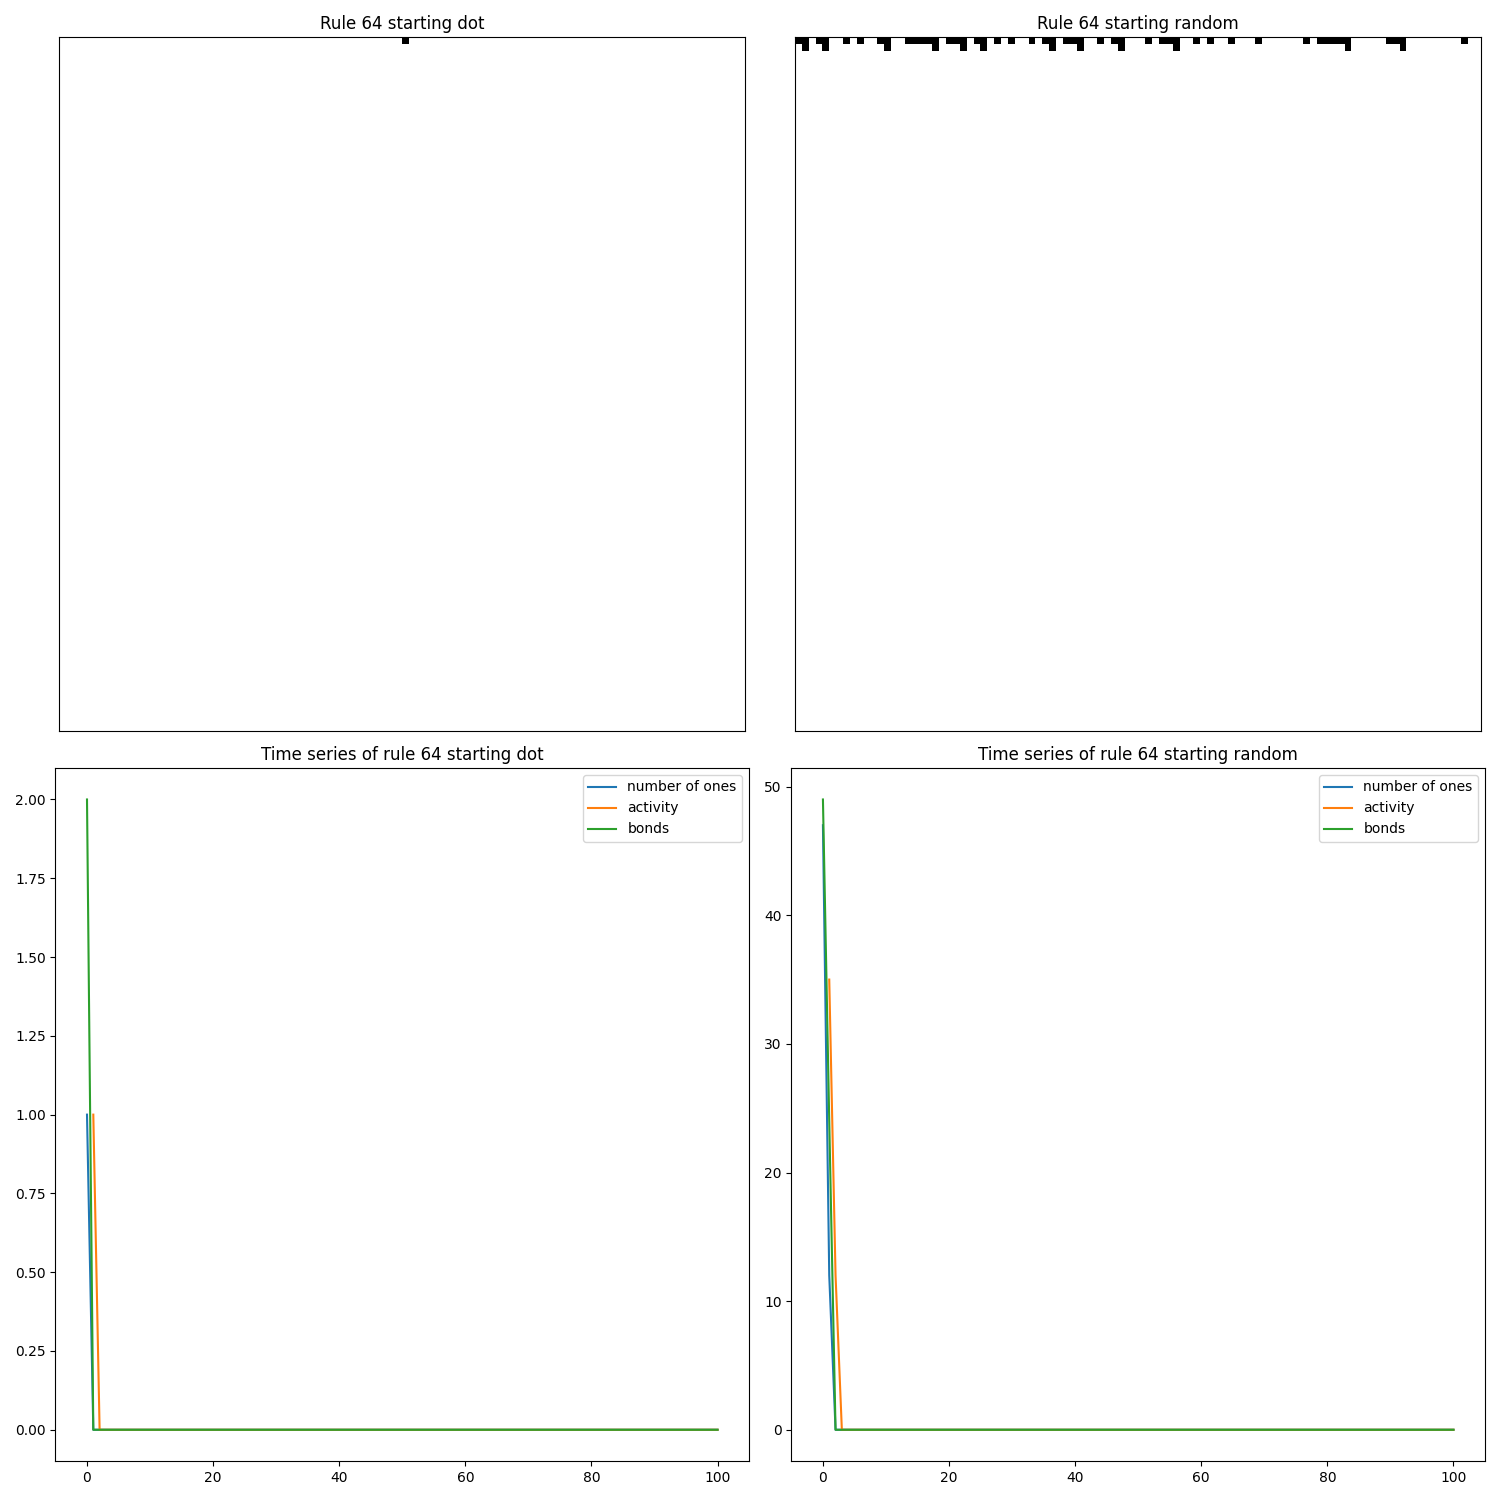 Rule 64 starting dot
Rule 64 starting random
Time series of rule 64 starting dot
number of ones
activity
bonds
2.00
1.75
1.50
1.25
1.00
0.75
0.50
0.25
0.00
0 20 40 60 80 100
Time series of rule 64 starting random
number of ones
activity
bonds
50
40
30
20
10
0
0 20 40 60 80 100